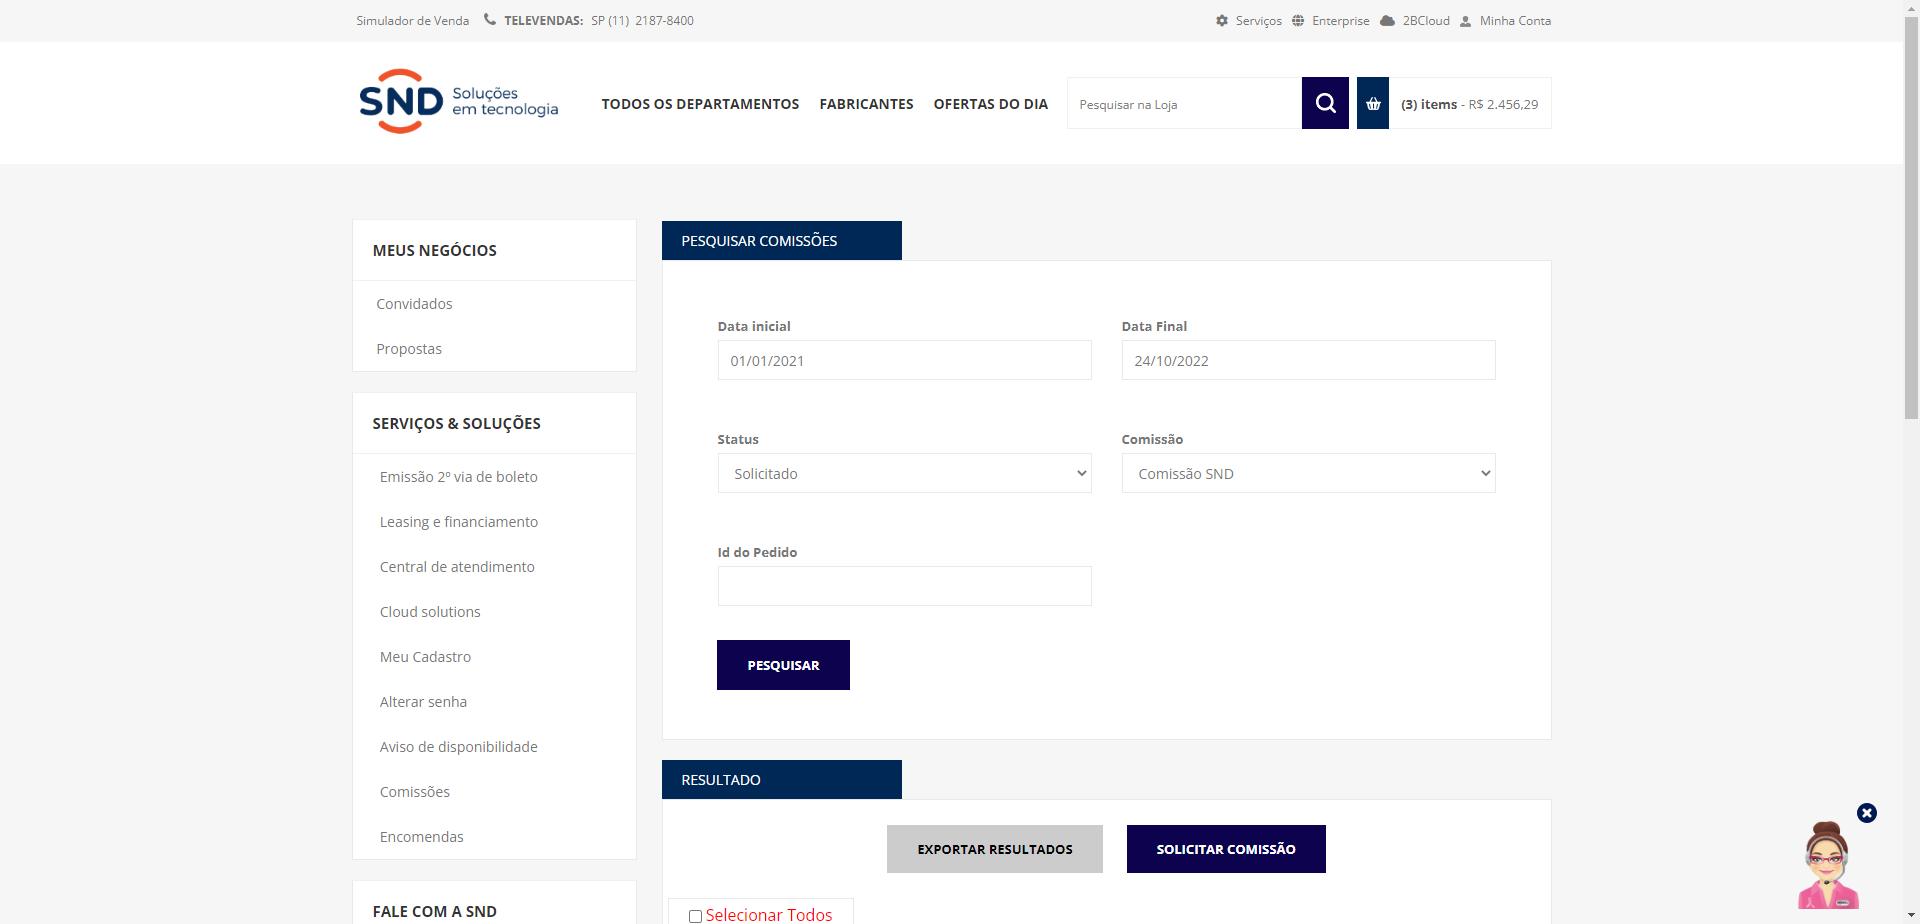 Simulador de Venda TELEVENDAS: SP (11) 2187-8400
Serviços Enterprise 2BCloud Minha Conta
SND Soluções em tecnologia
TODOS OS DEPARTAMENTOS FABRICANTES OFERTAS DO DIA
Pesquisar na Loja
(3) items - R$ 2.456,29
MEUS NEGÓCIOS
Convidados
Propostas
SERVIÇOS & SOLUÇÕES
Emissão 2º via de boleto
Leasing e financiamento
Central de atendimento
Cloud solutions
Meu Cadastro
Alterar senha
Aviso de disponibilidade
Comissões
Encomendas
FALE COM A SND
PESQUISAR COMISSÕES
Data inicial Data Final
01/01/2021 24/10/2022
Status Comissão
Solicitado Comissão SND
Id do Pedido
PESQUISAR
RESULTADO
EXPORTAR RESULTADOS SOLICITAR COMISSÃO
Selecionar Todos